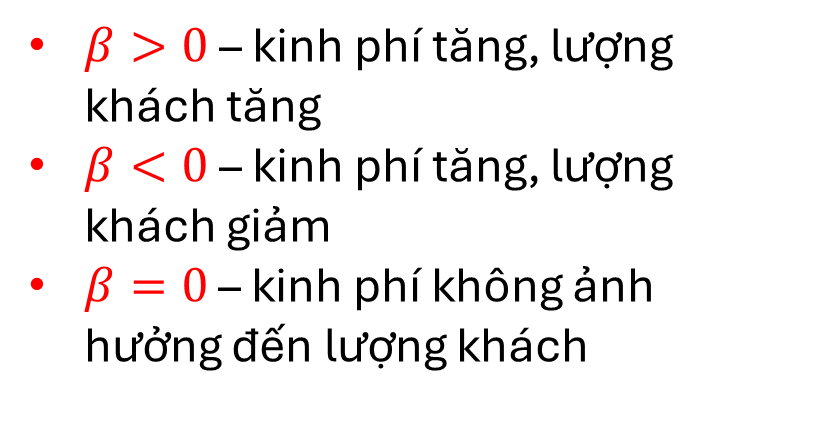 • β > 0 – kinh phí tăng, lượng
khách tăng
• β < 0 – kinh phí tăng, lượng
khách giảm
• β = 0 – kinh phí không ảnh
hưởng đến lượng khách